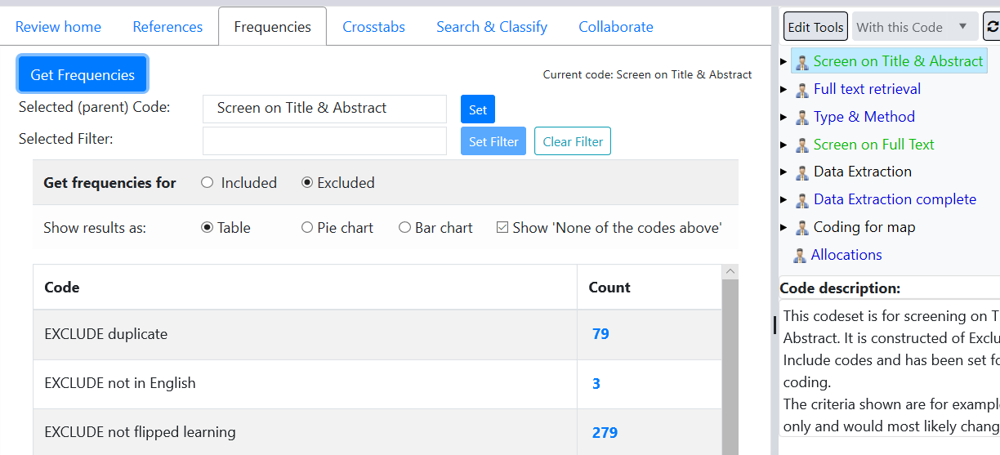 Review home References Frequencies Crosstabs Search & Classify Collaborate
Get Frequencies
Current code: Screen on Title & Abstract
Selected (parent) Code: Screen on Title & Abstract Set
Selected Filter: Set Filter Clear Filter
Get frequencies for Included Excluded
Show results as: Table Pie chart Bar chart Show 'None of the codes above'
Code Count
EXCLUDE duplicate 79
EXCLUDE not in English 3
EXCLUDE not flipped learning 279
Edit Tools With this Code
Screen on Title & Abstract
Full text retrieval
Type & Method
Screen on Full Text
Data Extraction
Data Extraction complete
Coding for map
Allocations
Code description:
This codeset is for screening on
Abstract. It is constructed of
Include codes and has been set
coding.
The criteria shown are for
only and would most likely